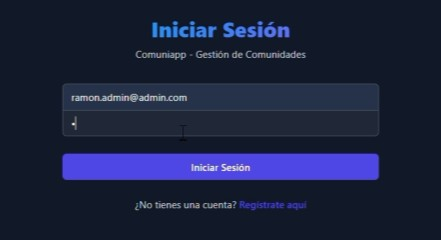 Iniciar Sesión
Comuniapp - Gestión de Comunidades
ramon.admin@admin.com
•
Iniciar Sesión
¿No tienes una cuenta? Regístrate aquí